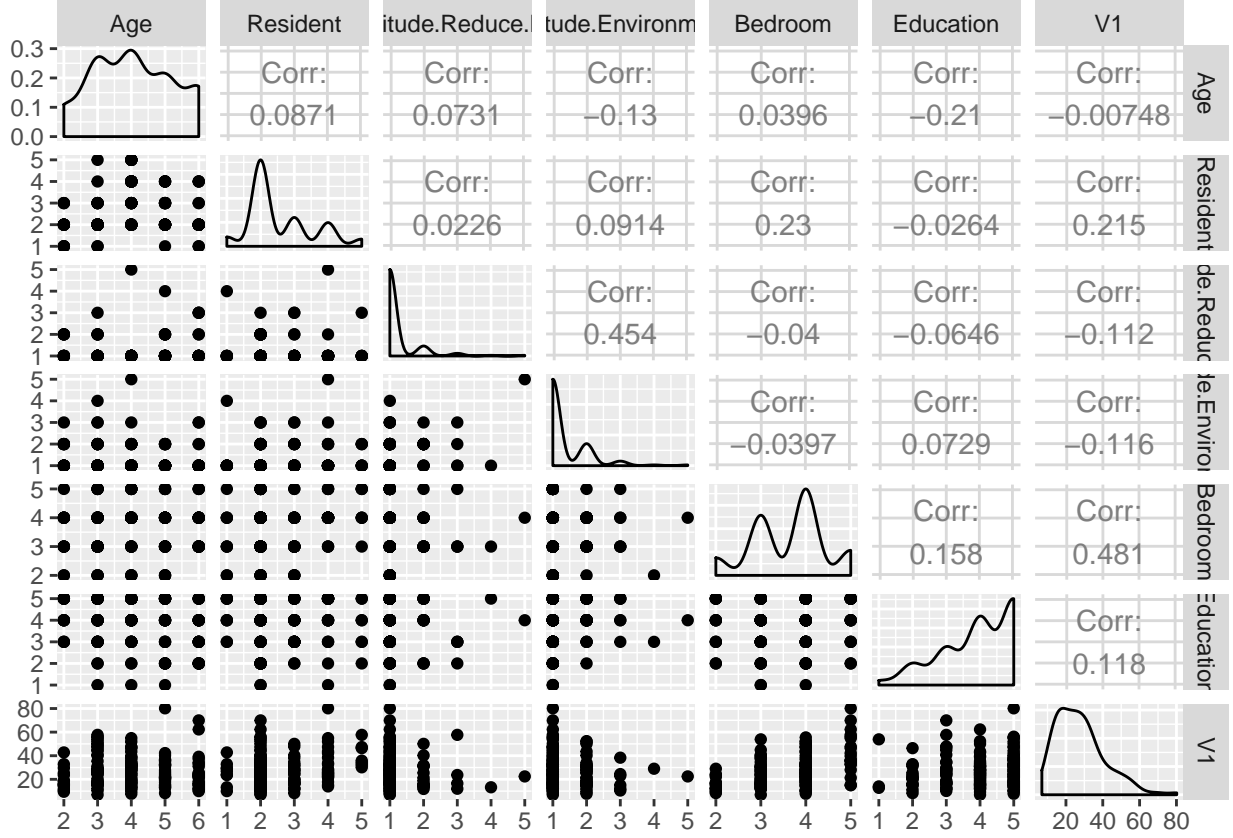 Age Resident itude.Reduce. tude.Environm Bedroom Education V1
0.3
0.2
0.1
0.0
Corr: Corr: Corr: Corr: Corr: Corr:
0.0871 0.0731 −0.13 0.0396 −0.21 −0.00748
Age
5
4
3
2
1
Corr: Corr: Corr: Corr: Corr:
0.0226 0.0914 0.23 −0.0264 0.215
Resident
5
4
3
2
1
Corr: Corr: Corr: Corr:
0.454 −0.04 −0.0646 −0.112
de.Reduc
5
4
3
2
1
Corr: Corr: Corr:
−0.0397 0.0729 −0.116
de.Enviror
5
4
3
2
Corr: Corr:
0.158 0.481
Bedroom
5
4
3
2
1
Corr:
0.118
Education
80
60
40
20
V1
2 3 4 5 6 1 2 3 4 5 1 2 3 4 5 1 2 3 4 5 2 3 4 5 1 2 3 4 5 20 40 60 80